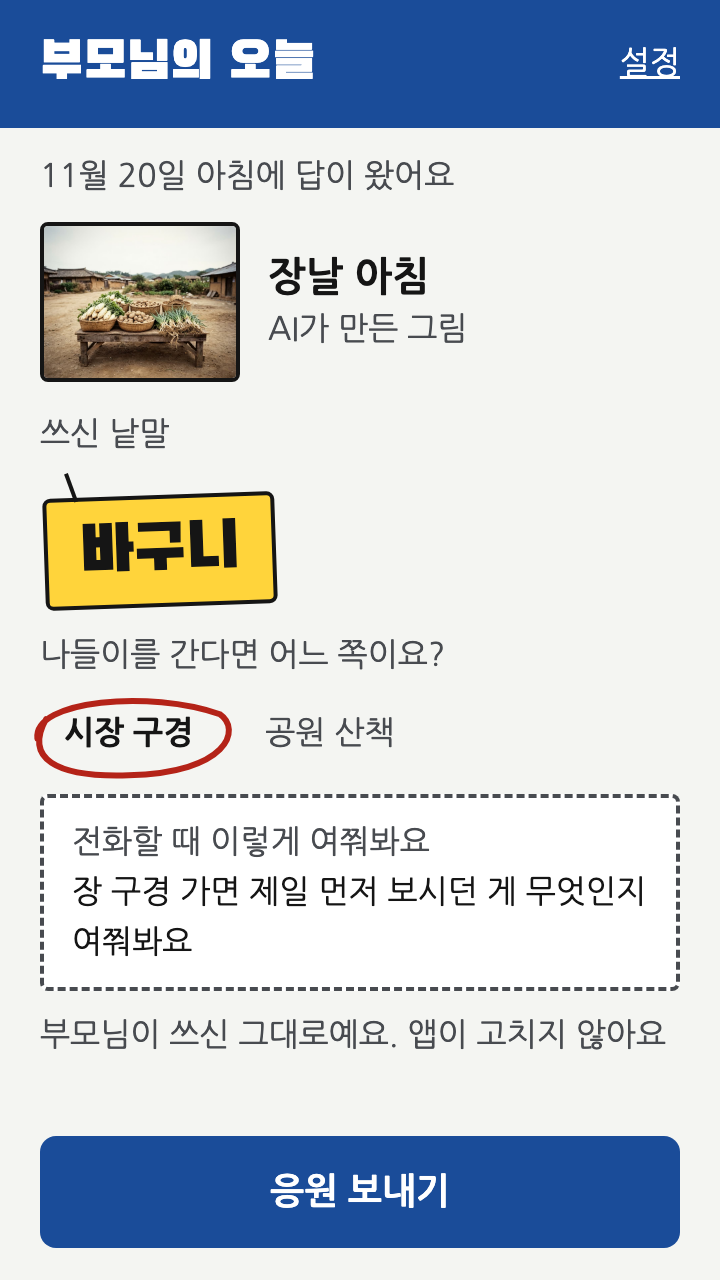 부모님의 오늘
설정
11월 20일 아침에 답이 왔어요
장날 아침
AI가 만든 그림
쓰신 낱말
바구니
나들이를 간다면 어느 쪽이요?
시장 구경
공원 산책
전화할 때 이렇게 여쭤봐요
장 구경 가면 제일 먼저 보시던 게 무엇인지
여쭤봐요
부모님이 쓰신 그대로예요. 앱이 고치지 않아요
응원 보내기